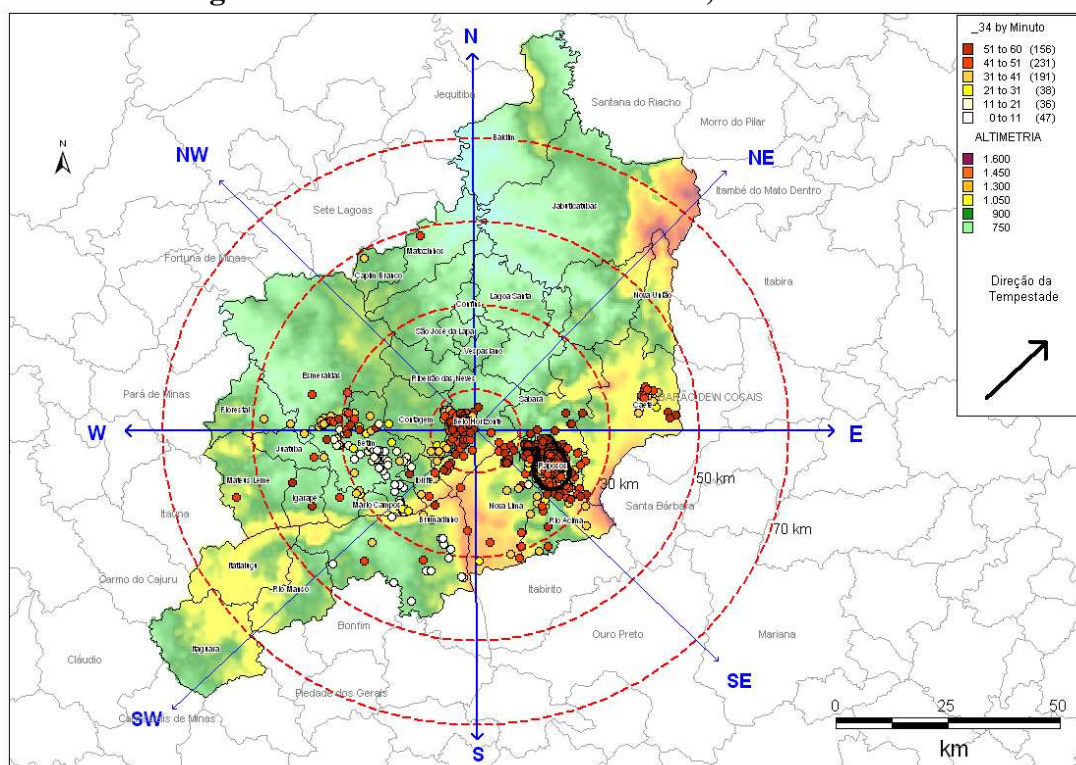 N
NW
NE
W
E
SW
SE
S
N
Jequitibá
Santana do Riacho
Morro do Pilar
Itambé do Mato Dentro
Baldim
Jaboticatubas
Sete Lagoas
Matozinhos
Capim Branco
Fortuna de Minas
Lagoa Santa
Confins
Nova União
Itabira
São José da Lapa
Vespasiano
Esmeraldas
Ribeirão das Neves
Pará de Minas
Sabará
Caeté
Florestal
Contagem
Belo Horizonte
Betim
Juatuba
Raposos
30 km
50 km
70 km
Mateus Leme
Igarapé
Ibirité
Mário Campos
Nova Lima
Santa Bárbara
Itaúna
Brumadinho
Rio Acima
Itatiaiuçu
Carmo do Cajuru
Rio Manso
Itabirito
Bonfim
Ouro Preto
Mariana
Itaguara
Cláudio
Piedade dos Gerais
_34 by Minuto
51 to 60 (156)
41 to 51 (231)
31 to 41 (191)
21 to 31 (38)
11 to 21 (36)
0 to 11 (47)
ALTIMETRIA
1.600
1.450
1.300
1.050
900
750
Direção da
Tempestade
0 25 50
km